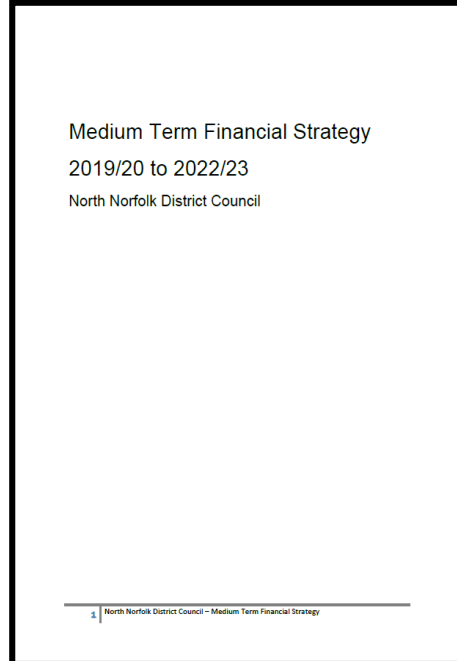 Medium Term Financial Strategy
2019/20 to 2022/23
North Norfolk District Council
1 North Norfolk District Council – Medium Term Financial Strategy